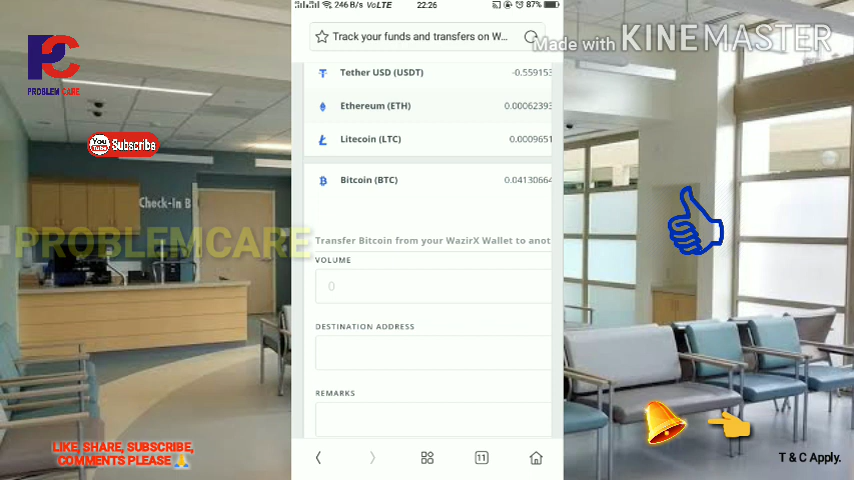 246 B/s VoLTE 22:26 87%
Track your funds and transfers on W...
Made with KINEMASTER
PC
PROBLEM CARE
Tether USD (USDT) -0.559153
Ethereum (ETH) 0.00062393
Litecoin (LTC) 0.0009651
You Tube Subscribe
Bitcoin (BTC) 0.04130664
Check-In
PROBLEMCARE
Transfer Bitcoin from your WazirX Wallet to anot
VOLUME
0
DESTINATION ADDRESS
REMARKS
LIKE, SHARE, SUBSCRIBE,
COMMENTS PLEASE
11
T & C Apply.